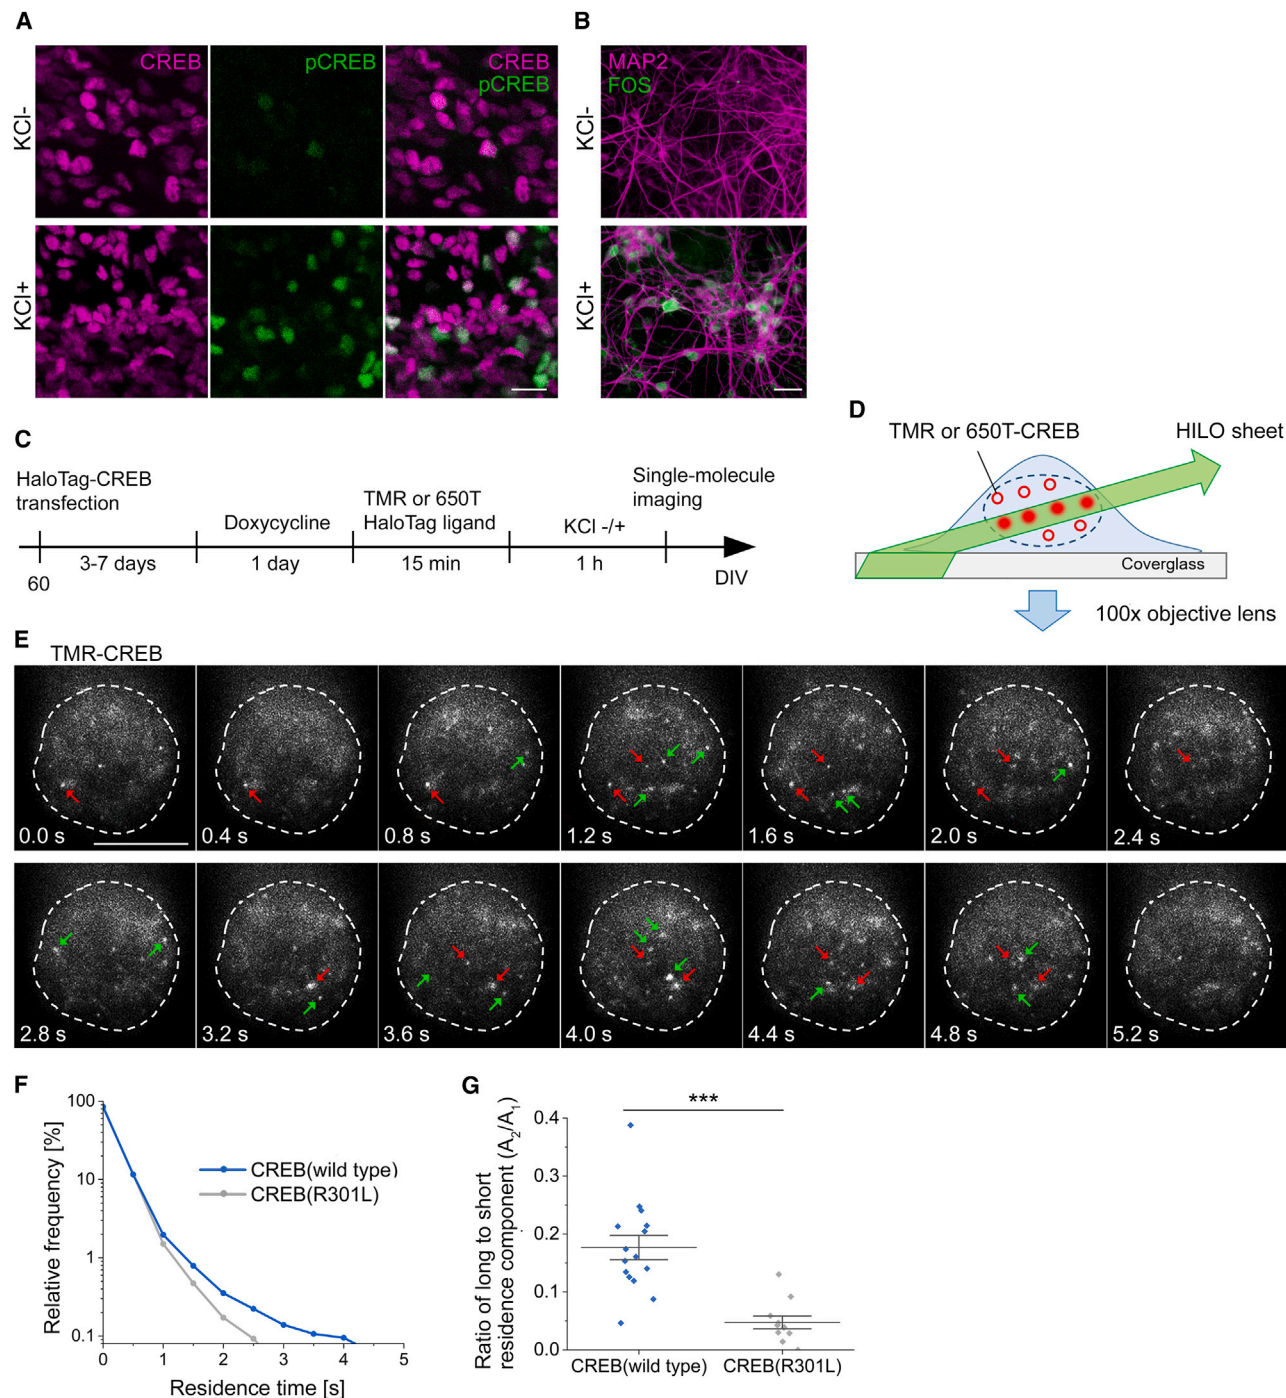 A
B
CREB
pCREB
CREB
pCREB
MAP2
FOS
KCl-
KCl-
KCl+
KCl+
C
HaloTag-CREB
transfection
Doxycycline
TMR or 650T
HaloTag ligand
KCl -/+
Single-molecule
imaging
60
3-7 days
1 day
15 min
1 h
DIV
D
TMR or 650T-CREB
HILO sheet
Coverglass
100x objective lens
E
TMR-CREB
0.0 s
0.4 s
0.8 s
1.2 s
1.6 s
2.0 s
2.4 s
2.8 s
3.2 s
3.6 s
4.0 s
4.4 s
4.8 s
5.2 s
F
Relative frequency [%]
100
10
1
0.1
0 1 2 3 4 5
Residence time [s]
CREB(wild type)
CREB(R301L)
G
Ratio of long to short
residence component (A₂/A₁)
0.4
0.3
0.2
0.1
0.0
***
CREB(wild type)
CREB(R301L)